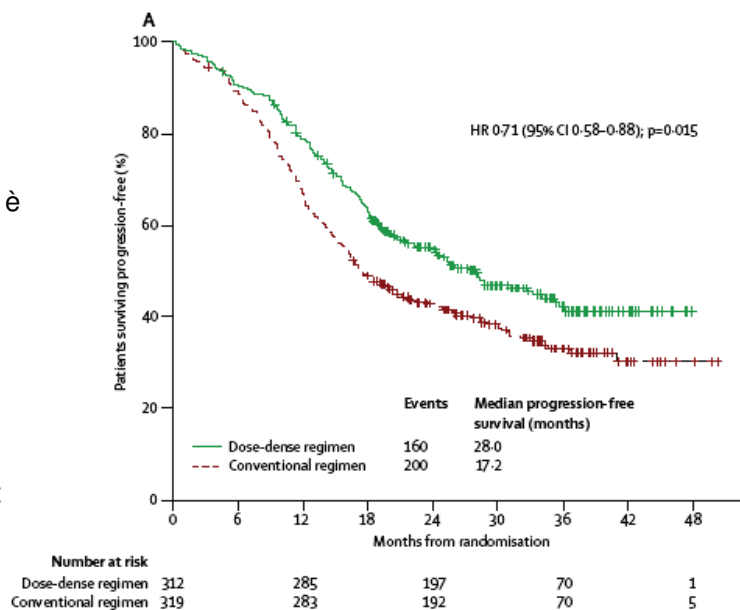 A
100
80
60
40
20
0
Patients surviving progression-free (%)
è
HR 0·71 (95% CI 0·58–0·88); p=0·015
Events Median progression-free
survival (months)
Dose-dense regimen 160 28·0
Conventional regimen 200 17·2
0 6 12 18 24 30 36 42 48
Months from randomisation
Number at risk
Dose-dense regimen 312 285 197 70 1
Conventional regimen 319 283 192 70 5